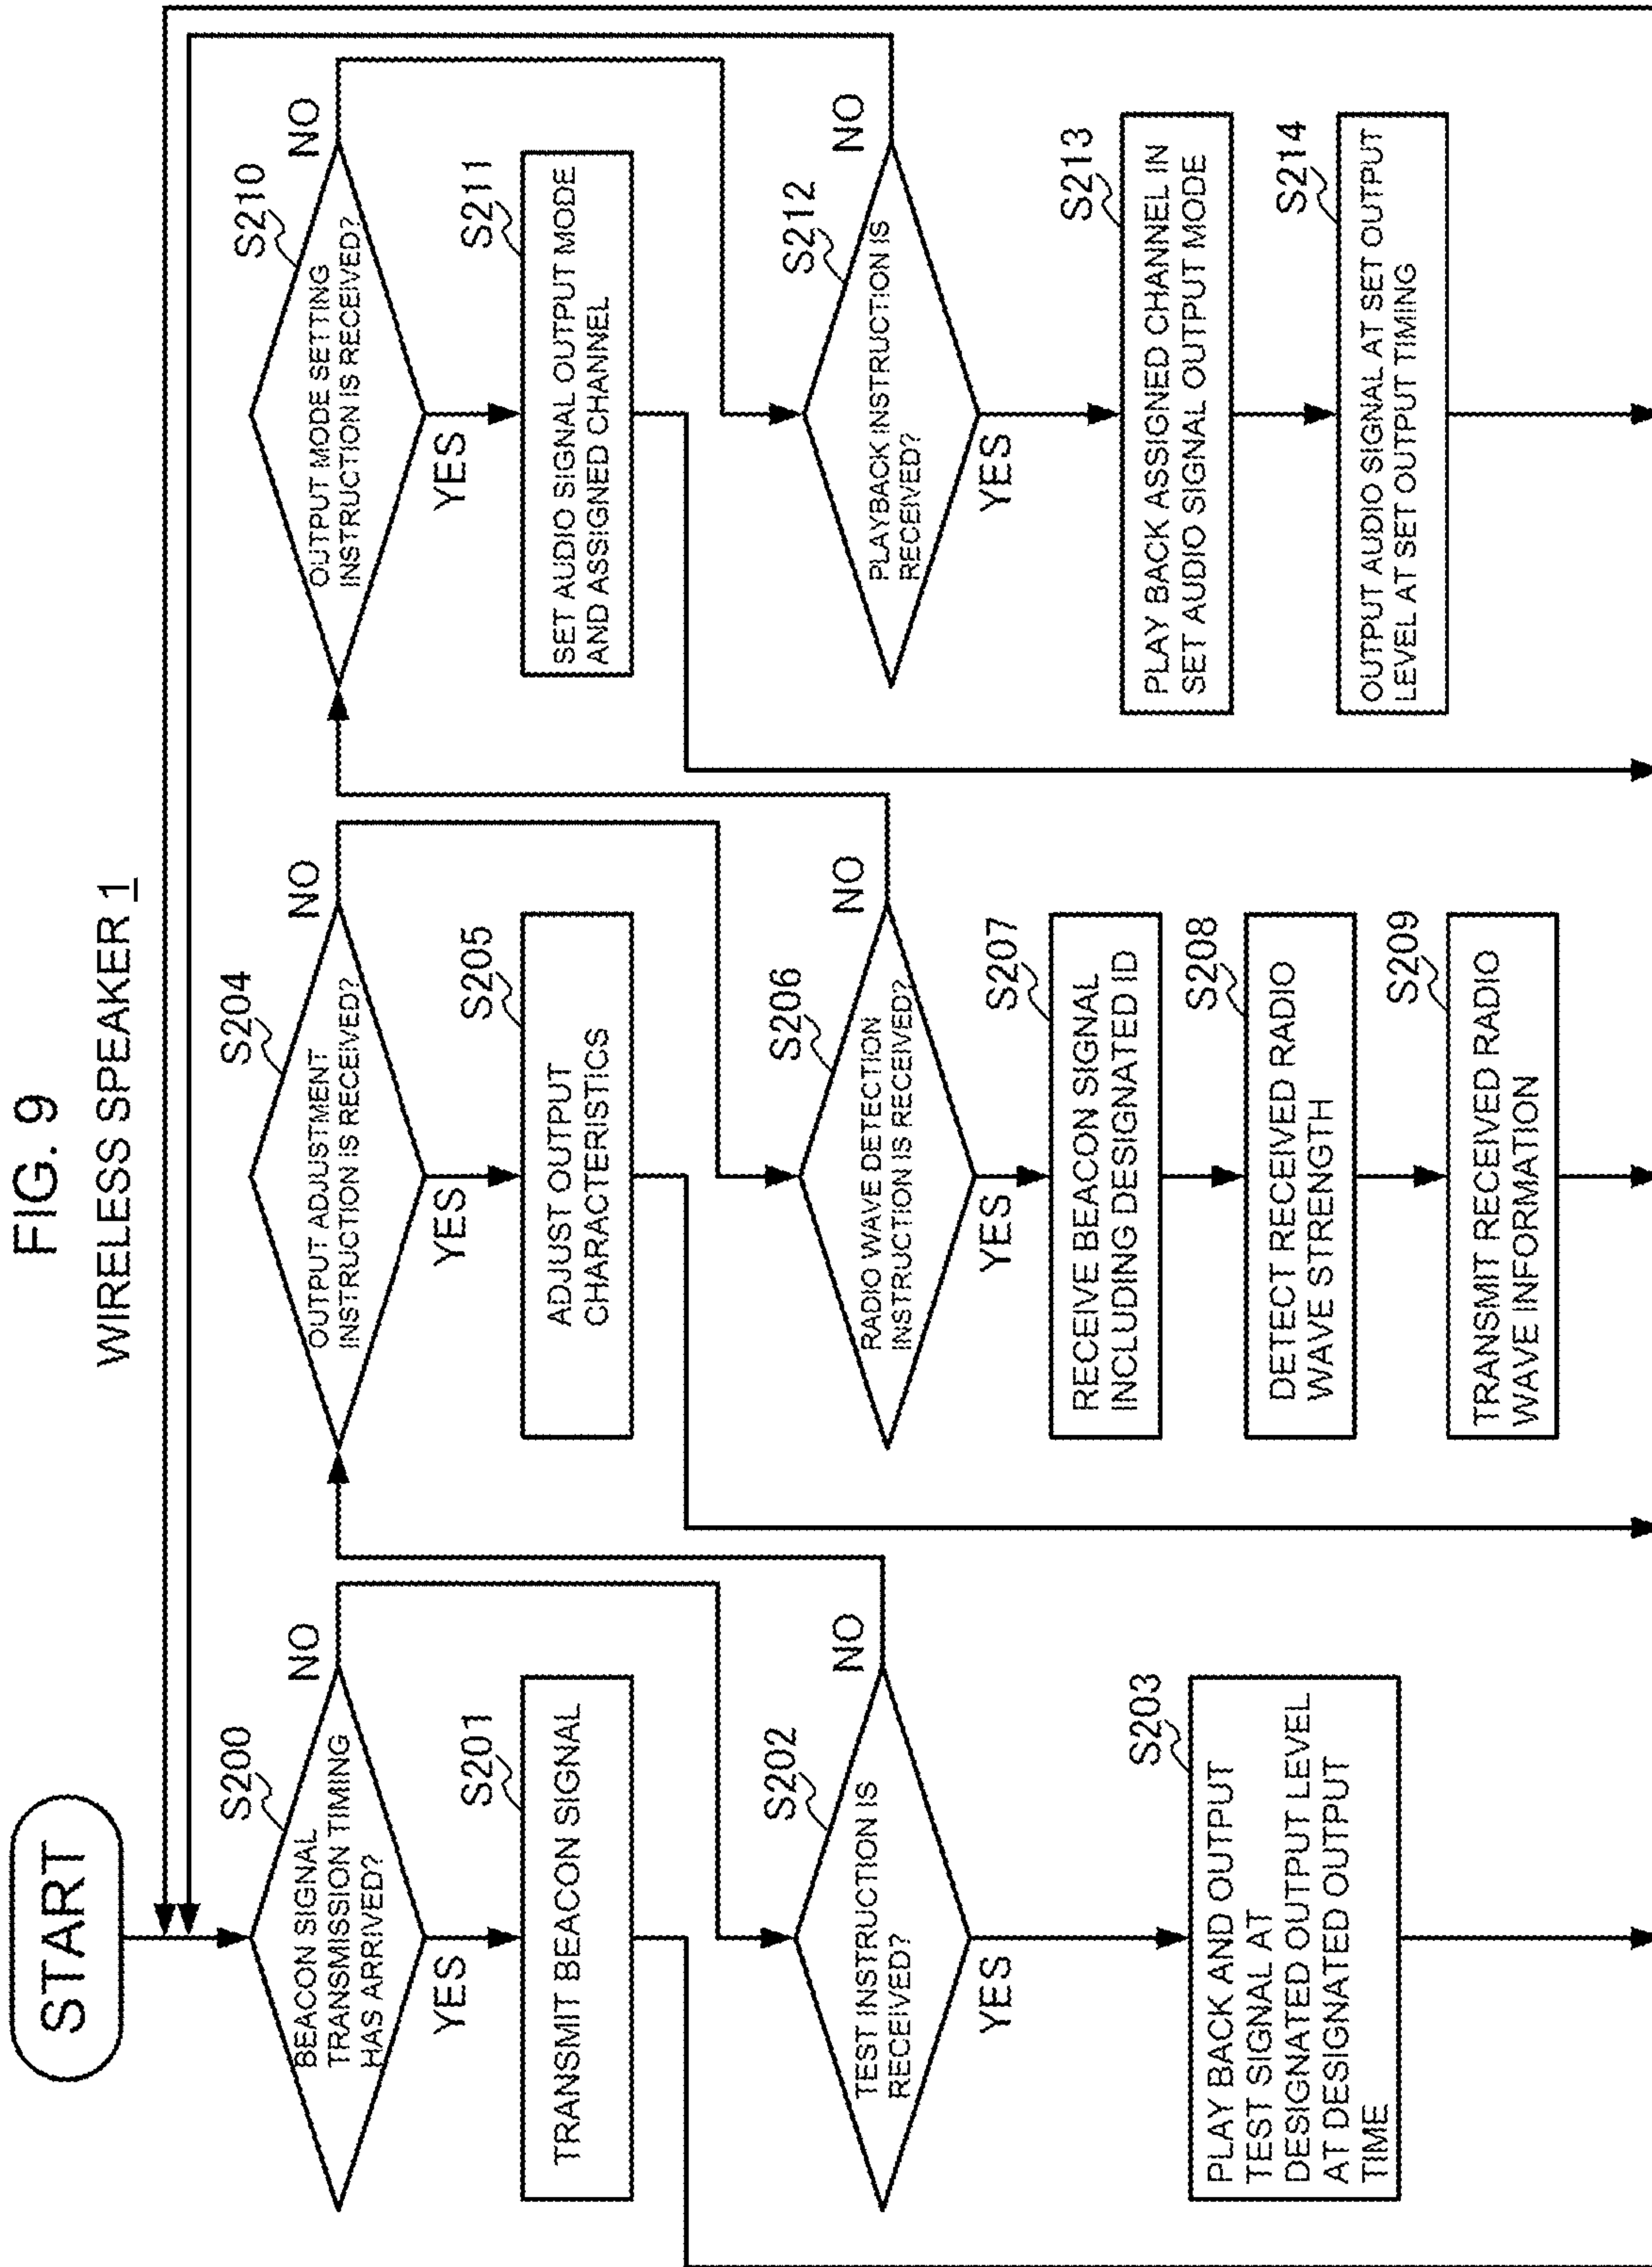 FIG. 9
WIRELESS SPEAKER 1
START
S200
BEACON SIGNAL
TRANSMISSION TIMING
HAS ARRIVED?
NO
YES
S201
TRANSMIT BEACON SIGNAL
S202
TEST INSTRUCTION IS
RECEIVED?
NO
YES
S203
PLAY BACK AND OUTPUT
TEST SIGNAL AT
DESIGNATED OUTPUT LEVEL
AT DESIGNATED OUTPUT
TIME
S204
OUTPUT ADJUSTMENT
INSTRUCTION IS RECEIVED?
NO
YES
S205
ADJUST OUTPUT
CHARACTERISTICS
S206
RADIO WAVE DETECTION
INSTRUCTION IS RECEIVED?
NO
YES
S207
RECEIVE BEACON SIGNAL
INCLUDING DESIGNATED ID
S208
DETECT RECEIVED RADIO
WAVE STRENGTH
S209
TRANSMIT RECEIVED RADIO
WAVE INFORMATION
S210
OUTPUT MODE SETTING
INSTRUCTION IS RECEIVED?
NO
YES
S211
SET AUDIO SIGNAL OUTPUT MODE
AND ASSIGNED CHANNEL
S212
PLAYBACK INSTRUCTION IS
RECEIVED?
NO
YES
S213
PLAY BACK ASSIGNED CHANNEL IN
SET AUDIO SIGNAL OUTPUT MODE
S214
OUTPUT AUDIO SIGNAL AT SET OUTPUT
LEVEL AT SET OUTPUT TIMING